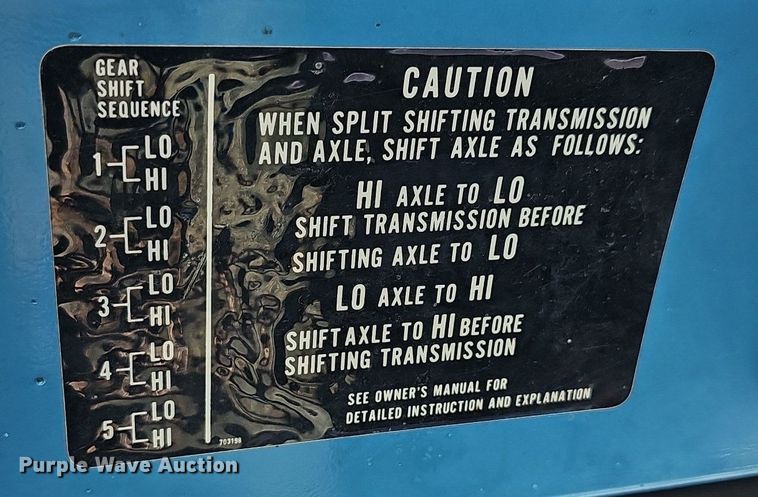 GEAR
SHIFT
SEQUENCE
1 LO
HI
2 LO
HI
3 LO
HI
4 LO
HI
5 LO
HI
CAUTION
WHEN SPLIT SHIFTING TRANSMISSION
AND AXLE, SHIFT AXLE AS FOLLOWS:
HI AXLE TO LO
SHIFT TRANSMISSION BEFORE
SHIFTING AXLE TO LO
LO AXLE TO HI
SHIFT AXLE TO HI BEFORE
SHIFTING TRANSMISSION
SEE OWNER'S MANUAL FOR
DETAILED INSTRUCTION AND EXPLANATION
703198
Purple Wave Auction